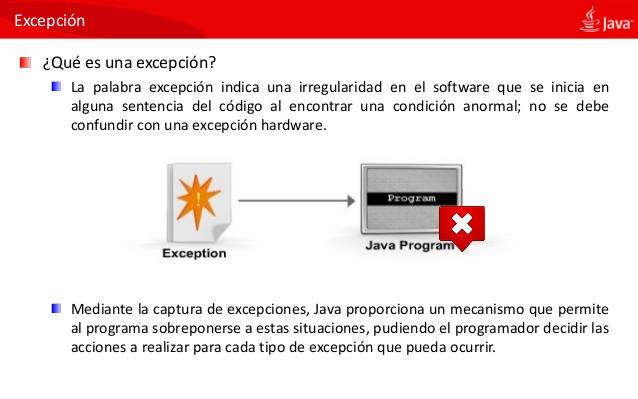 Excepción
Java
¿Qué es una excepción?
La palabra excepción indica una irregularidad en el software que se inicia en
alguna sentencia del código al encontrar una condición anormal; no se debe
confundir con una excepción hardware.
!
Program
Exception
Java Program
Mediante la captura de excepciones, Java proporciona un mecanismo que permite
al programa sobreponerse a estas situaciones, pudiendo el programador decidir las
acciones a realizar para cada tipo de excepción que pueda ocurrir.